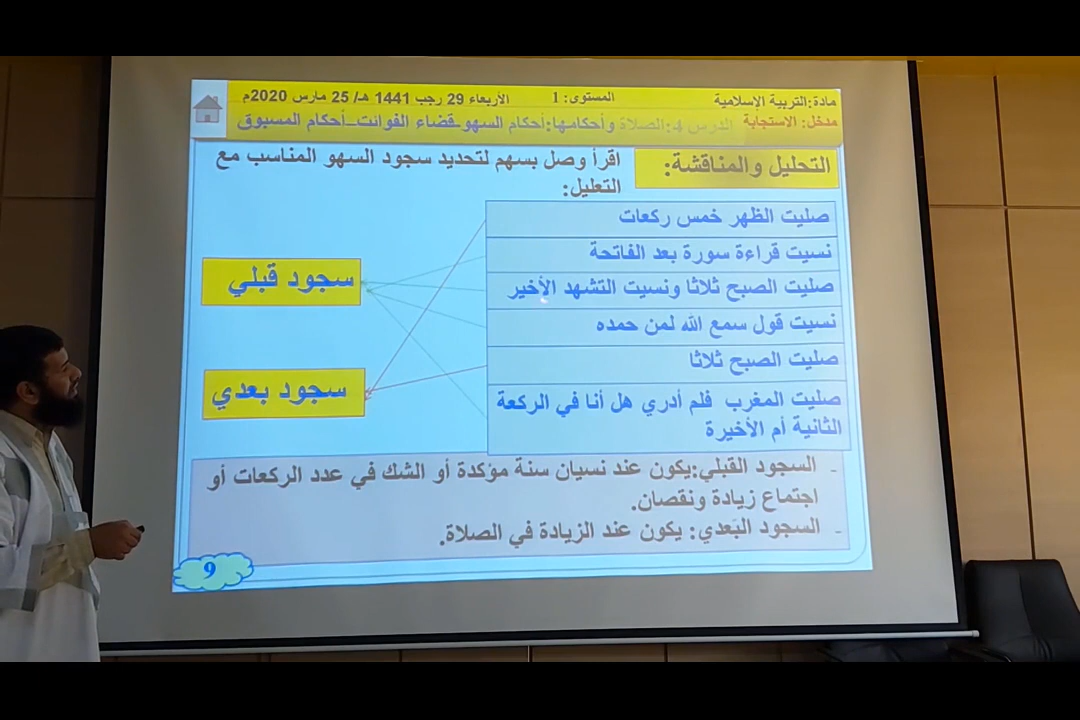 مادة:التربية الإسلامية المستوى: 1 الأربعاء 29 رجب 1441 هـ/ 25 مارس 2020م
مدخل: الاستجابة الدرس 4:الصلاة وأحكامها:أحكام السهو-قضاء الفوائت-أحكام المسبوق
التحليل والمناقشة:
اقرأ وصل بسهم لتحديد سجود السهو المناسب مع
التعليل:
صليت الظهر خمس ركعات
نسيت قراءة سورة بعد الفاتحة
صليت الصبح ثلاثا ونسيت التشهد الأخير
نسيت قول سمع الله لمن حمده
صليت الصبح ثلاثا
صليت المغرب فلم أدري هل أنا في الركعة
الثانية أم الأخيرة
سجود قبلي
سجود بعدي
- السجود القبلي:يكون عند نسيان سنة مؤكدة أو الشك في عدد الركعات أو
اجتماع زيادة ونقصان.
- السجود البَعدي: يكون عند الزيادة في الصلاة.
9